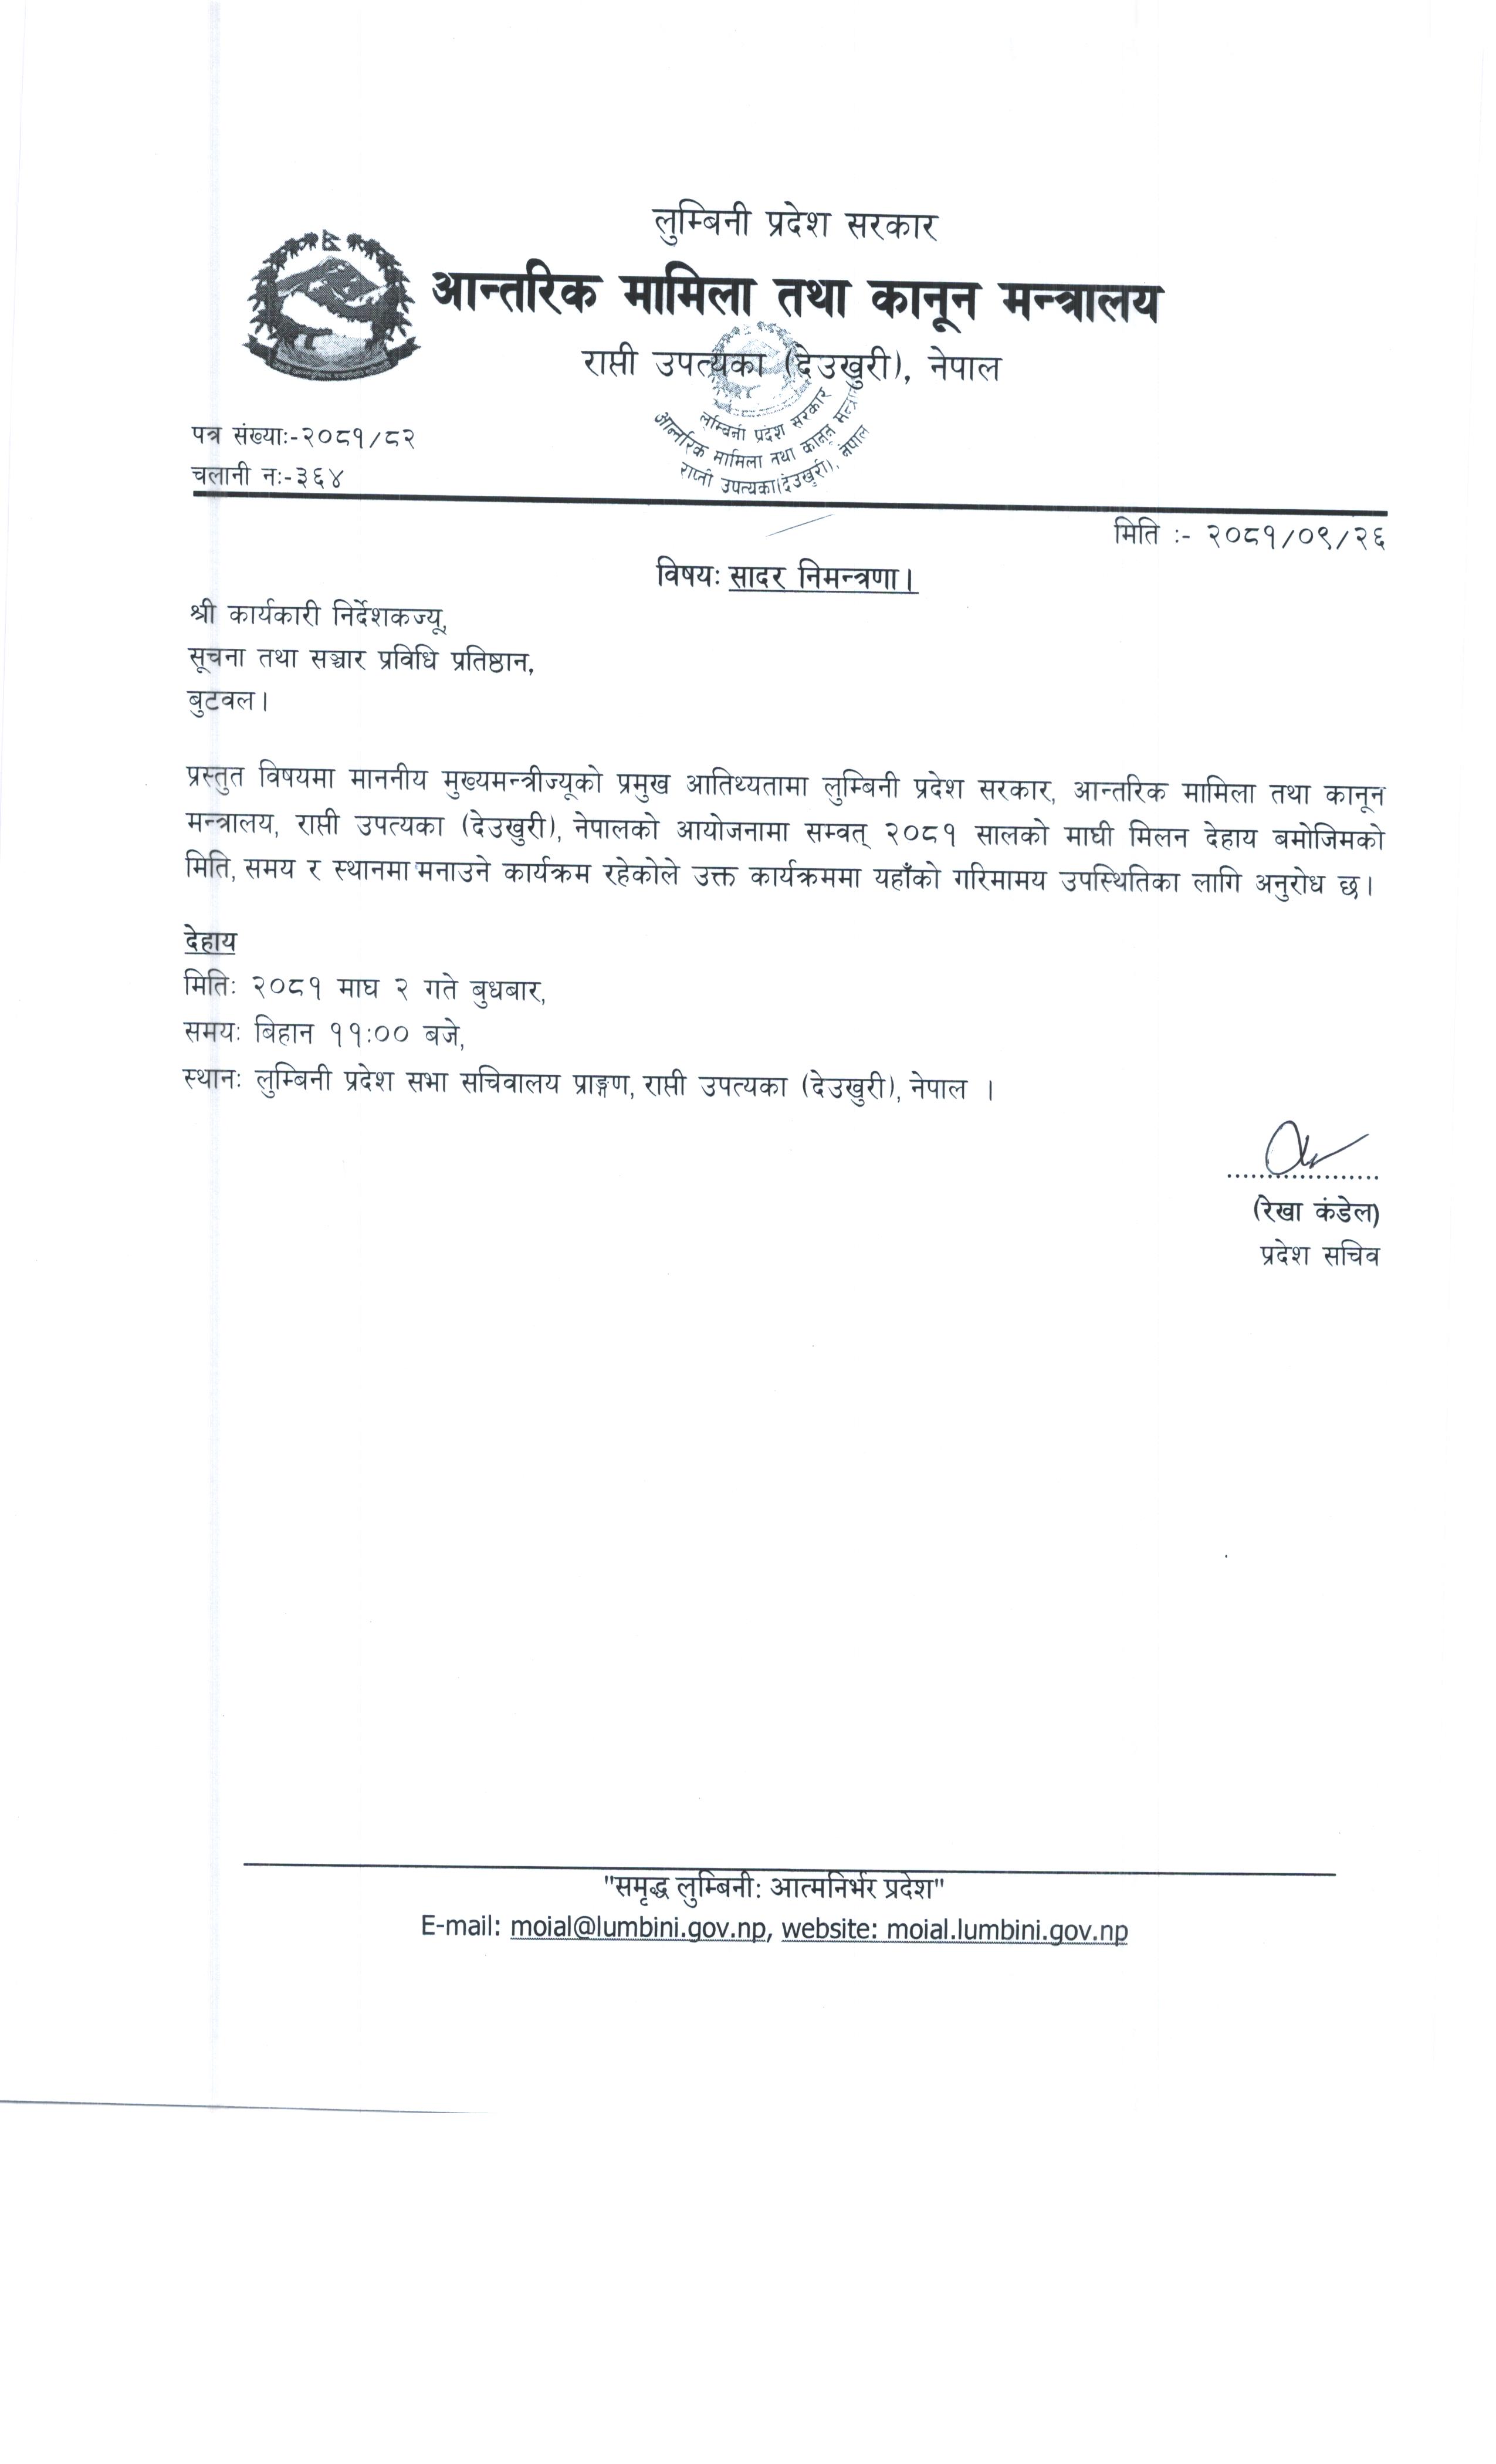 लुम्बिनी प्रदेश सरकार
आन्तरिक मामिला तथा कानून मन्त्रालय
राप्ती उपत्यका (देउखुरी), नेपाल
लुम्बिनी प्रदेश सरकार
आन्तरिक मामिला तथा कानून मन्त्रा
राप्ती उपत्यका(देउखुरी), नेपाल
पत्र संख्याः-२०८१/८२
चलानी नः-३६४
मिति :- २०८१/०९/२६
विषयः सादर निमन्त्रणा।
श्री कार्यकारी निर्देशकज्यू,
सूचना तथा सञ्चार प्रविधि प्रतिष्ठान,
बुटवल।
प्रस्तुत विषयमा माननीय मुख्यमन्त्रीज्यूको प्रमुख आतिथ्यतामा लुम्बिनी प्रदेश सरकार, आन्तरिक मामिला तथा कानून
मन्त्रालय, राप्ती उपत्यका (देउखुरी), नेपालको आयोजनामा सम्वत् २०८१ सालको माघी मिलन देहाय बमोजिमको
मिति, समय र स्थानमा मनाउने कार्यक्रम रहेकोले उक्त कार्यक्रममा यहाँको गरिमामय उपस्थितिका लागि अनुरोध छ।
देहाय
मितिः २०८१ माघ २ गते बुधबार,
समयः बिहान ११:०० बजे,
स्थानः लुम्बिनी प्रदेश सभा सचिवालय प्राङ्गण, राप्ती उपत्यका (देउखुरी), नेपाल ।
(रेखा कंडेल)
प्रदेश सचिव
"समृद्ध लुम्बिनी: आत्मनिर्भर प्रदेश"
E-mail: moial@lumbini.gov.np, website: moial.lumbini.gov.np